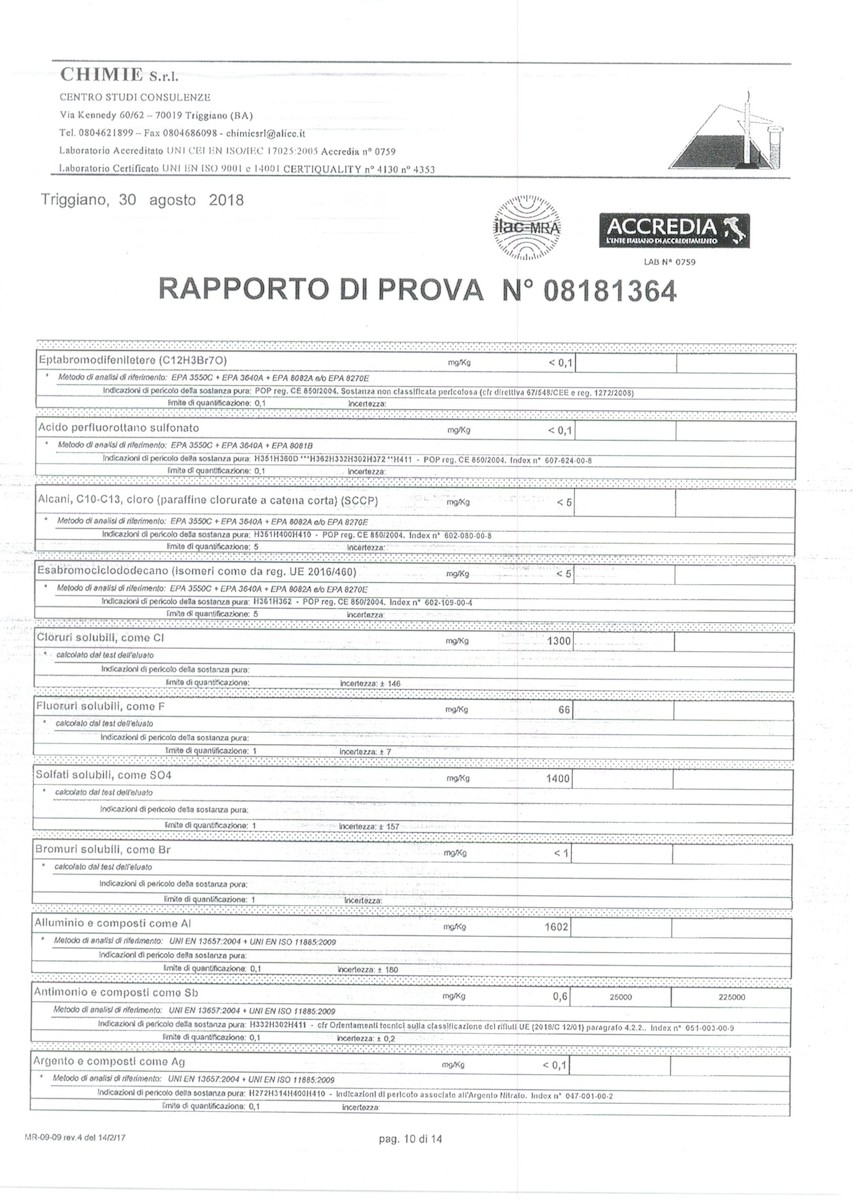 CHIMIE S.r.l.
CENTRO STUDI CONSULENZE
Via Kennedy 60/62 – 70019 Triggiano (BA)
Tel. 0804621899 – Fax 0804686098 - chimiesrl@alice.it
Laboratorio Accreditato UNI CEI EN ISO/IEC 17025:2005 Accredia n° 0759
Laboratorio Certificato UNI EN ISO 9001 e 14001 CERTIQUALITY n° 4130 n° 4353
Triggiano, 30 agosto 2018
ilac-MRA
ACCREDIA
L'ENTE ITALIANO DI ACCREDITAMENTO
LAB N° 0759
RAPPORTO DI PROVA N° 08181364
Eptabromodifeniletere (C12H3Br7O) mg/Kg < 0,1
* Metodo di analisi di riferimento: EPA 3550C + EPA 3640A + EPA 8082A e/o EPA 8270E
Indicazioni di pericolo della sostanza pura: POP reg. CE 850/2004. Sostanza non classificata pericolosa (cfr direttiva 67/548/CEE e reg. 1272/2008)
limite di quantificazione: 0,1 incertezza:
Acido perfluorottano sulfonato mg/Kg < 0,1
* Metodo di analisi di riferimento: EPA 3550C + EPA 3640A + EPA 8081B
Indicazioni di pericolo della sostanza pura: H351H360D ***H362H332H302H372 **H411 - POP reg. CE 850/2004. Index n° 607-624-00-8
limite di quantificazione: 0,1 incertezza:
Alcani, C10-C13, cloro (paraffine clorurate a catena corta) (SCCP) mg/Kg < 5
* Metodo di analisi di riferimento: EPA 3550C + EPA 3640A + EPA 8082A e/o EPA 8270E
Indicazioni di pericolo della sostanza pura: H351H400H410 - POP reg. CE 850/2004. Index n° 602-080-00-8
limite di quantificazione: 5 incertezza:
Esabromociclododecano (isomeri come da reg. UE 2016/460) mg/Kg < 5
* Metodo di analisi di riferimento: EPA 3550C + EPA 3640A + EPA 8082A e/o EPA 8270E
Indicazioni di pericolo della sostanza pura: H361H362 - POP reg. CE 850/2004. Index n° 602-109-00-4
limite di quantificazione: 5 incertezza:
Cloruri solubili, come Cl mg/Kg 1300
* calcolato dal test dell'eluato
Indicazioni di pericolo della sostanza pura:
limite di quantificazione: incertezza: ± 146
Fluoruri solubili, come F mg/Kg 66
* calcolato dal test dell'eluato
Indicazioni di pericolo della sostanza pura:
limite di quantificazione: 1 incertezza: ± 7
Solfati solubili, come SO4 mg/Kg 1400
* calcolato dal test dell'eluato
Indicazioni di pericolo della sostanza pura:
limite di quantificazione: 1 incertezza: ± 157
Bromuri solubili, come Br mg/Kg < 1
* calcolato dal test dell'eluato
Indicazioni di pericolo della sostanza pura:
limite di quantificazione: 1 incertezza:
Alluminio e composti come Al mg/Kg 1602
* Metodo di analisi di riferimento: UNI EN 13657:2004 + UNI EN ISO 11885:2009
Indicazioni di pericolo della sostanza pura:
limite di quantificazione: 0,1 incertezza: ± 180
Antimonio e composti come Sb mg/Kg 0,6 25000 225000
Metodo di analisi di riferimento: UNI EN 13657:2004 + UNI EN ISO 11885:2009
Indicazioni di pericolo della sostanza pura: H332H302H411 - cfr Orientamenti tecnici sulla classificazione dei rifiuti UE (2018/C 12/01) paragrafo 4.2.2.. Index n° 051-003-00-9
limite di quantificazione: 0,1 incertezza: ± 0,2
Argento e composti come Ag mg/Kg < 0,1
* Metodo di analisi di riferimento: UNI EN 13657:2004 + UNI EN ISO 11885:2009
Indicazioni di pericolo della sostanza pura: H272H314H400H410 - Indicazioni di pericolo associate all'Argento Nitrato. Index n° 047-001-00-2
limite di quantificazione: 0,1 incertezza:
MR-09-09 rev.4 del 14/2/17
pag. 10 di 14